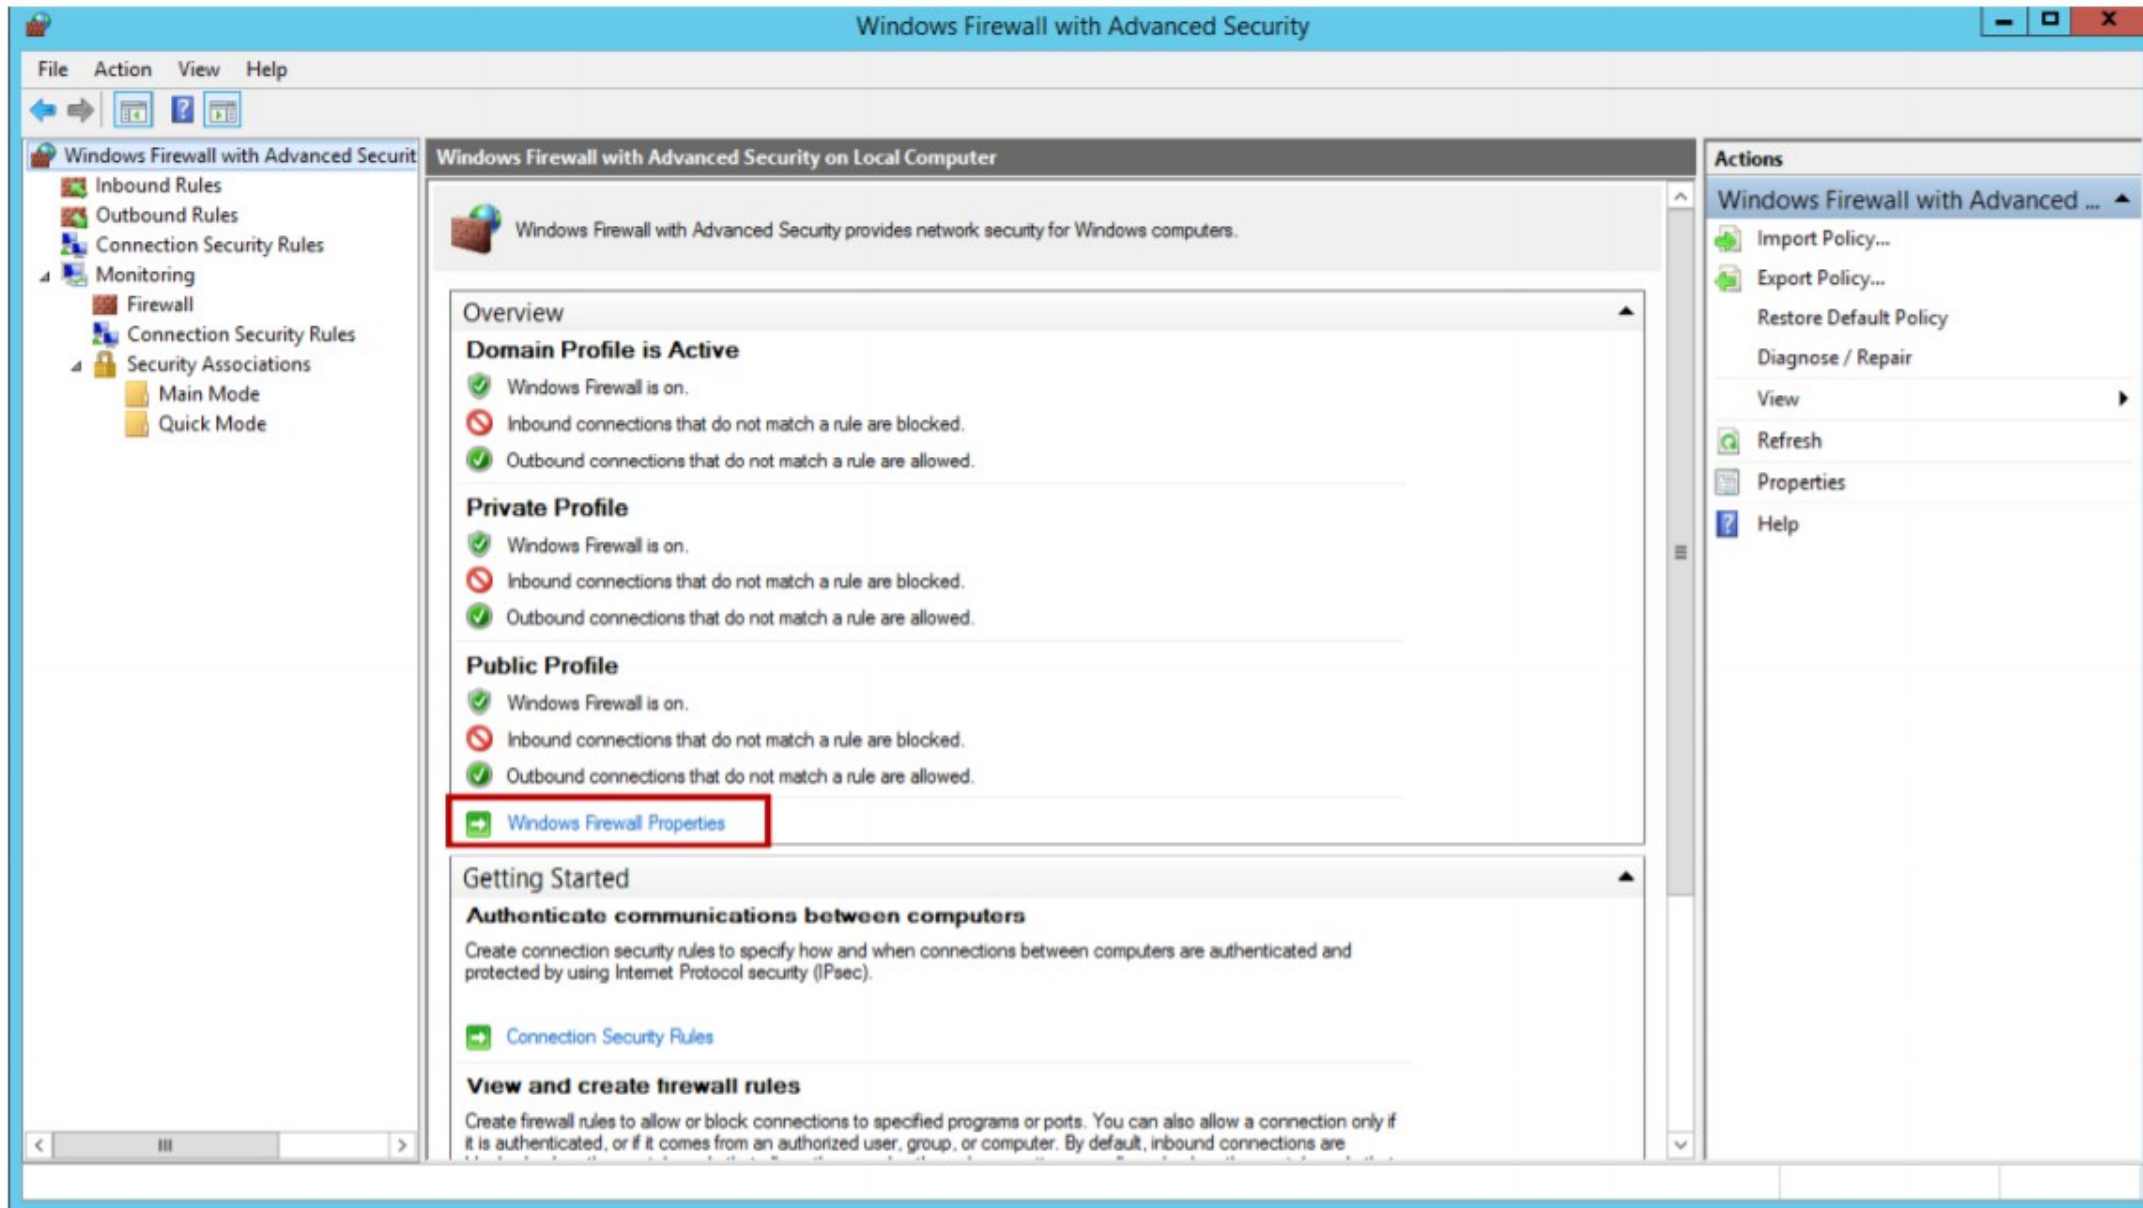 Windows Firewall with Advanced Security
File Action View Help
Windows Firewall with Advanced Securit
Inbound Rules
Outbound Rules
Connection Security Rules
Monitoring
Firewall
Connection Security Rules
Security Associations
Main Mode
Quick Mode
Windows Firewall with Advanced Security on Local Computer
Windows Firewall with Advanced Security provides network security for Windows computers.
Overview
Domain Profile is Active
Windows Firewall is on.
Inbound connections that do not match a rule are blocked.
Outbound connections that do not match a rule are allowed.
Private Profile
Windows Firewall is on.
Inbound connections that do not match a rule are blocked.
Outbound connections that do not match a rule are allowed.
Public Profile
Windows Firewall is on.
Inbound connections that do not match a rule are blocked.
Outbound connections that do not match a rule are allowed.
Windows Firewall Properties
Getting Started
Authenticate communications between computers
Create connection security rules to specify how and when connections between computers are authenticated and
protected by using Internet Protocol security (IPsec).
Connection Security Rules
View and create firewall rules
Create firewall rules to allow or block connections to specified programs or ports. You can also allow a connection only if
it is authenticated, or if it comes from an authorized user, group, or computer. By default, inbound connections are
Actions
Windows Firewall with Advanced ...
Import Policy...
Export Policy...
Restore Default Policy
Diagnose / Repair
View
Refresh
Properties
Help